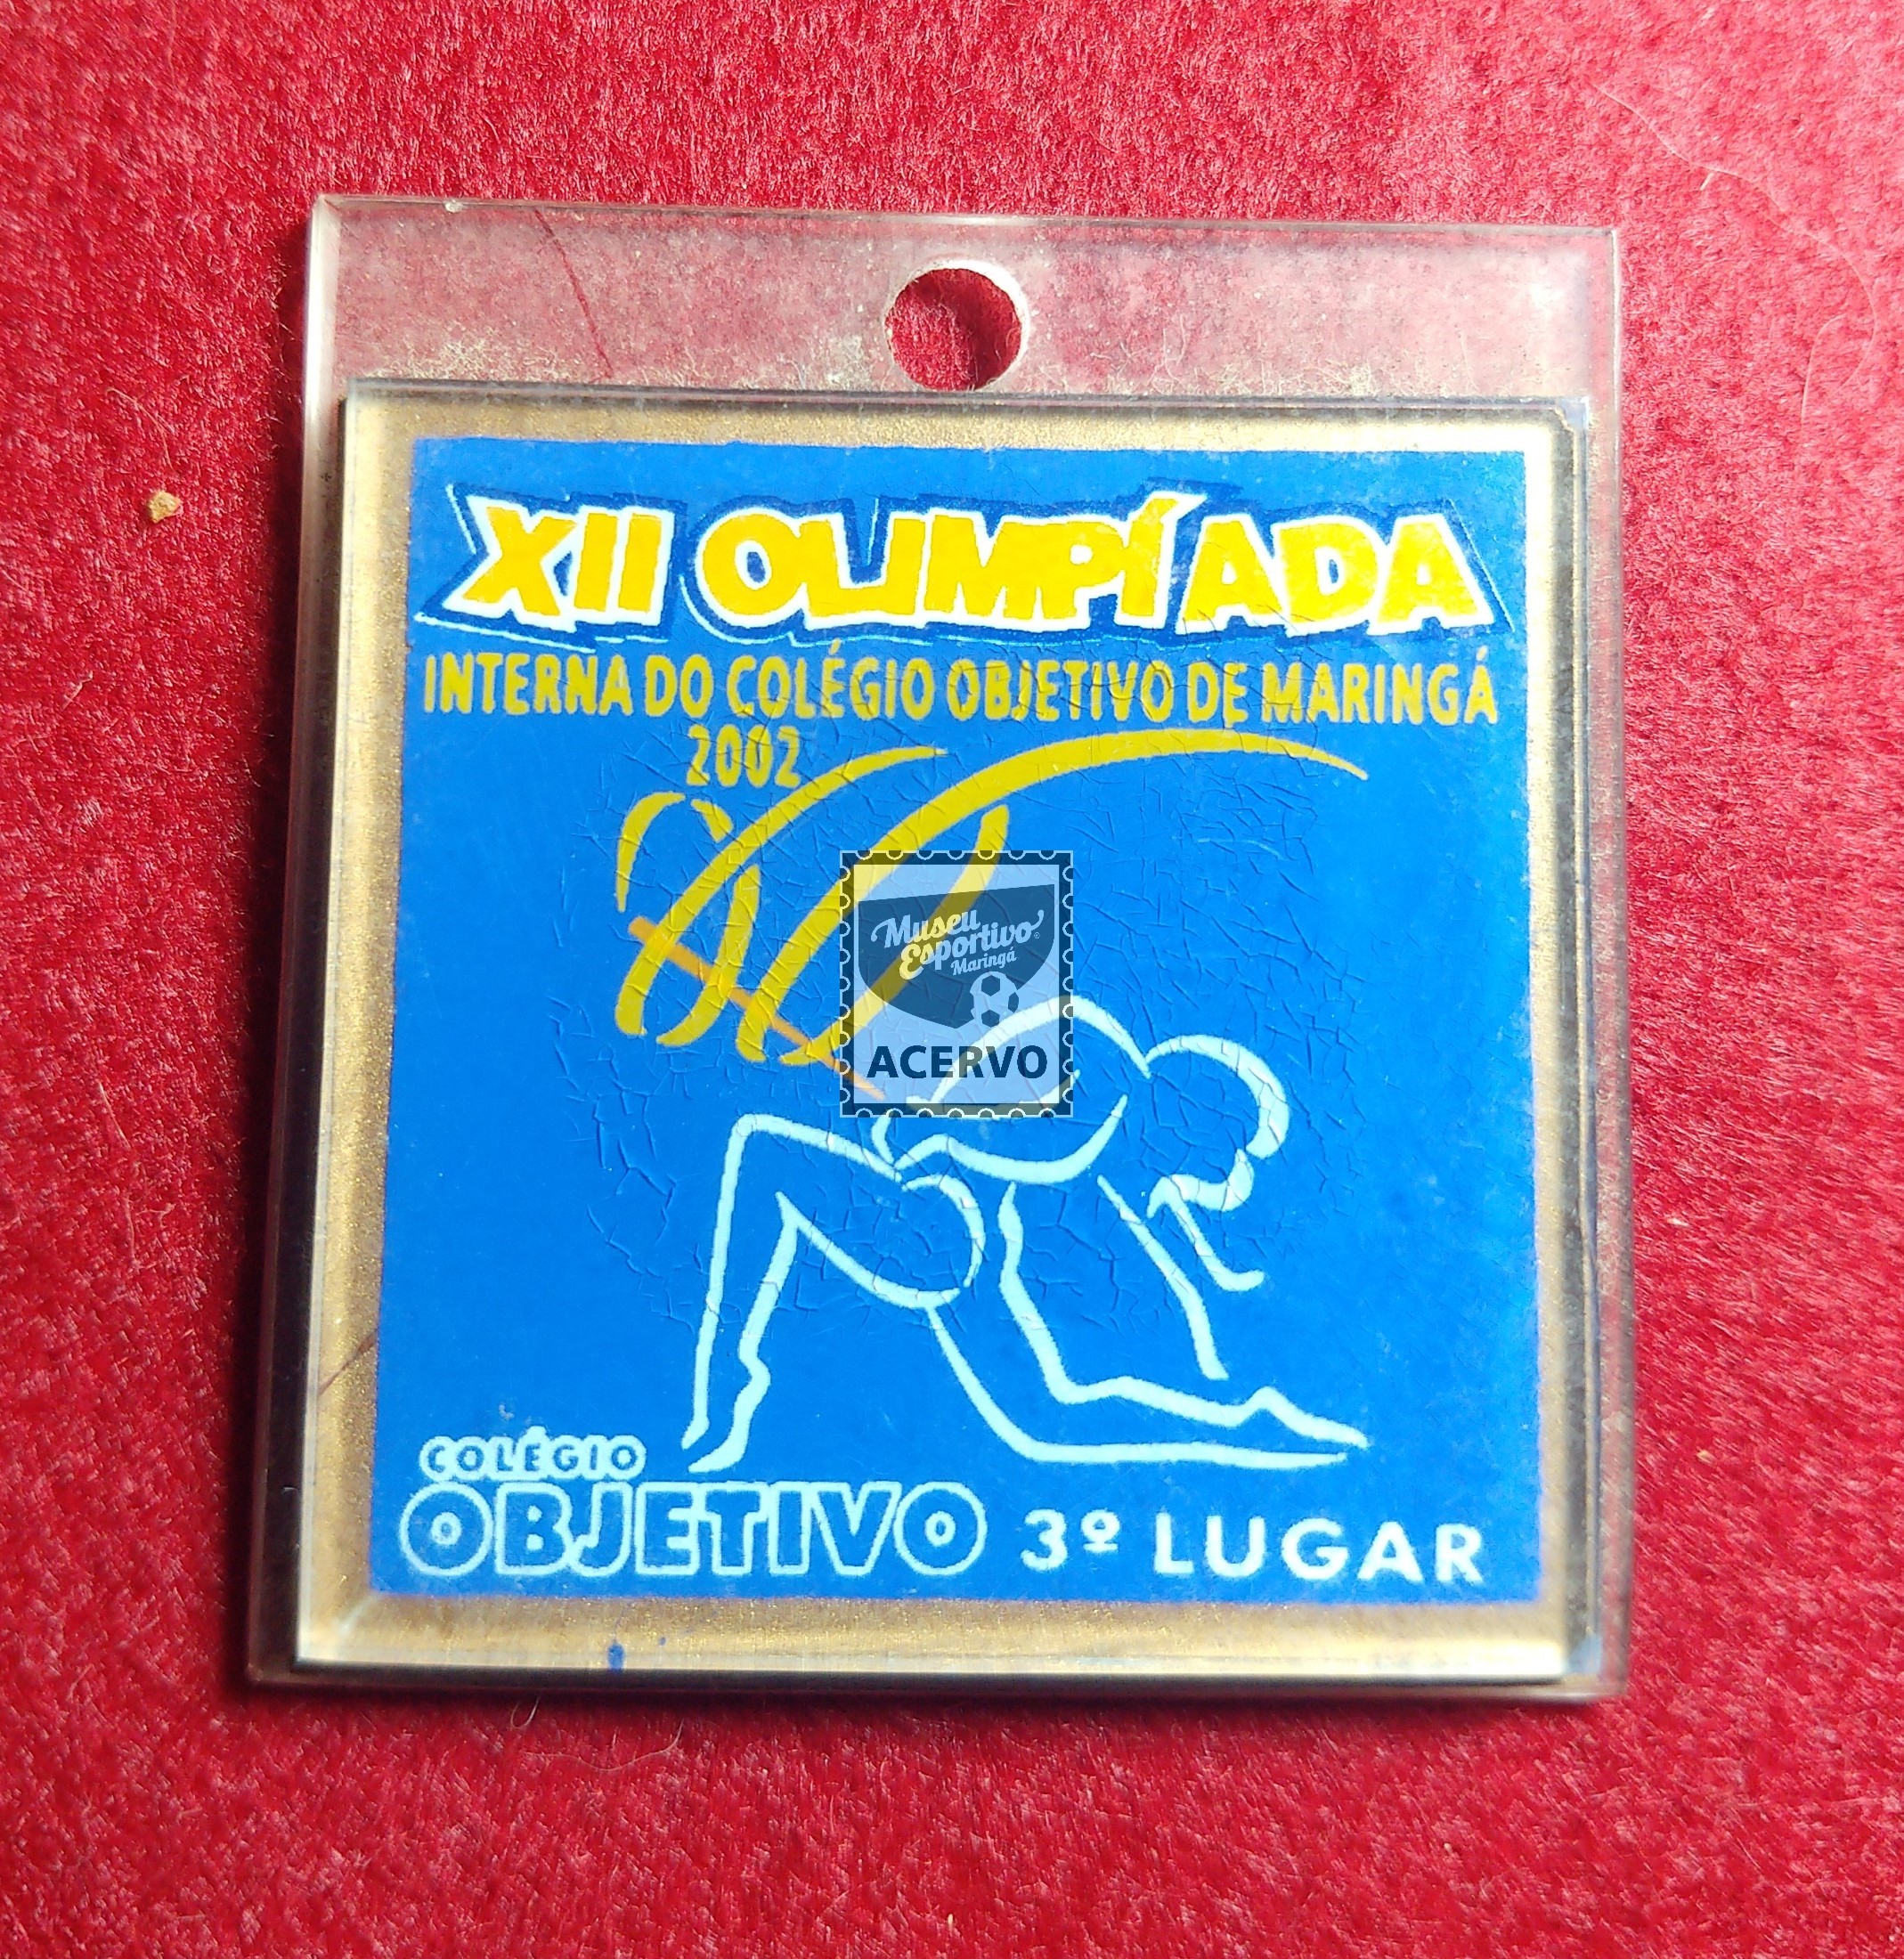 XII OLIMPÍADA
INTERNA DO COLÉGIO OBJETIVO DE MARINGÁ
2002
Museu
Esportivo
Maringá
ACERVO
COLÉGIO
OBJETIVO 3º LUGAR